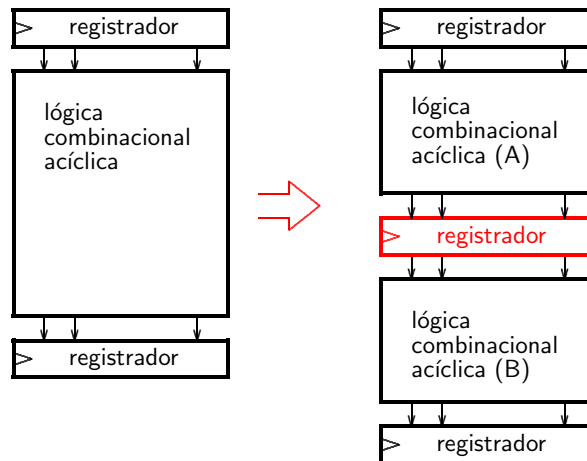 registrador
lógica
combinacional
acíclica
registrador
registrador
lógica
combinacional
acíclica (A)
registrador
lógica
combinacional
acíclica (B)
registrador